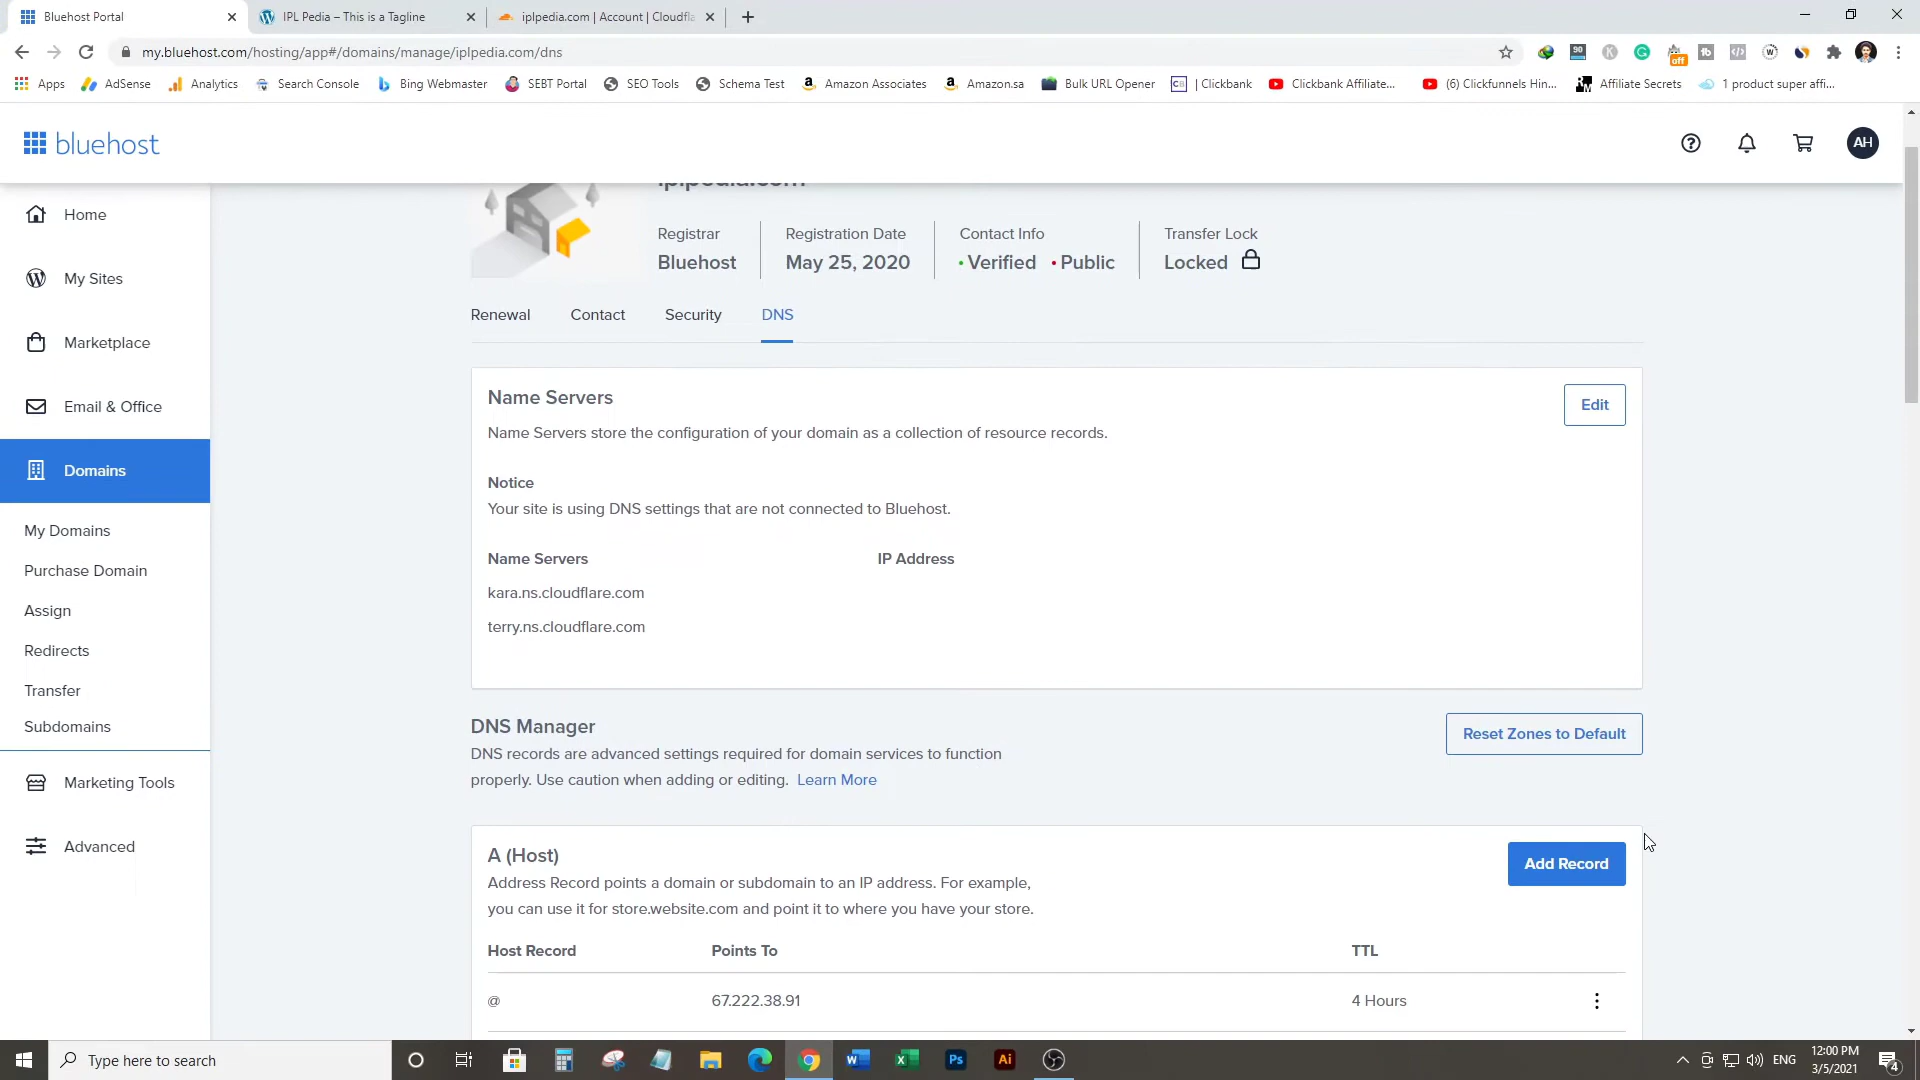 Bluehost Portal
IPL Pedia – This is a Tagline
iplpedia.com | Account | Cloudfla
my.bluehost.com/hosting/app#/domains/manage/iplpedia.com/dns
Apps
AdSense
Analytics
Search Console
Bing Webmaster
SEBT Portal
SEO Tools
Schema Test
Amazon Associates
Amazon.sa
Bulk URL Opener
| Clickbank
Clickbank Affiliate...
(6) Clickfunnels Hin...
Affiliate Secrets
1 product super affi...
bluehost
AH
iplpedia.com
Home
My Sites
Marketplace
Email & Office
Domains
My Domains
Purchase Domain
Assign
Redirects
Transfer
Subdomains
Marketing Tools
Advanced
Registrar
Bluehost
Registration Date
May 25, 2020
Contact Info
Verified • Public
Transfer Lock
Locked
Renewal
Contact
Security
DNS
Name Servers
Edit
Name Servers store the configuration of your domain as a collection of resource records.
Notice
Your site is using DNS settings that are not connected to Bluehost.
Name Servers
IP Address
kara.ns.cloudflare.com
terry.ns.cloudflare.com
DNS Manager
DNS records are advanced settings required for domain services to function
properly. Use caution when adding or editing. Learn More
Reset Zones to Default
A (Host)
Address Record points a domain or subdomain to an IP address. For example,
you can use it for store.website.com and point it to where you have your store.
Add Record
Host Record
Points To
TTL
@
67.222.38.91
4 Hours
Type here to search
ENG
12:00 PM
3/5/2021
4